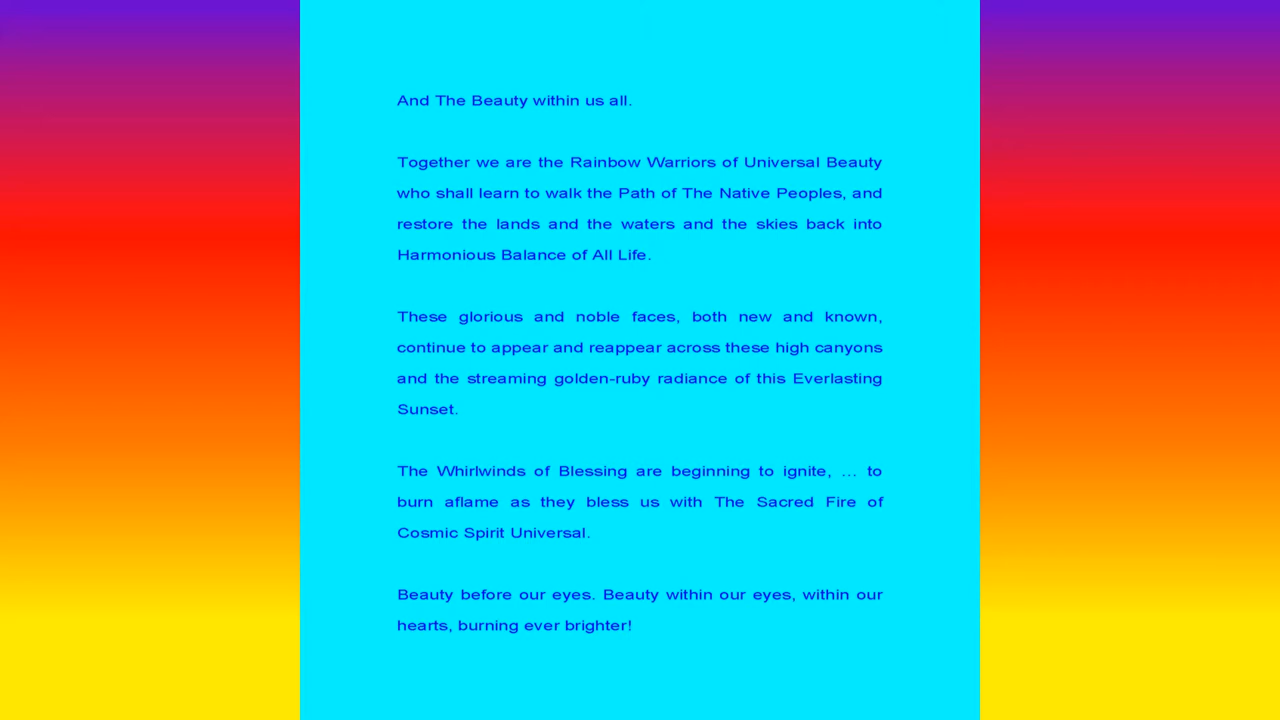 And The Beauty within us all.
Together we are the Rainbow Warriors of Universal Beauty
who shall learn to walk the Path of The Native Peoples, and
restore the lands and the waters and the skies back into
Harmonious Balance of All Life.
These glorious and noble faces, both new and known,
continue to appear and reappear across these high canyons
and the streaming golden-ruby radiance of this Everlasting
Sunset.
The Whirlwinds of Blessing are beginning to ignite, … to
burn aflame as they bless us with The Sacred Fire of
Cosmic Spirit Universal.
Beauty before our eyes. Beauty within our eyes, within our
hearts, burning ever brighter!